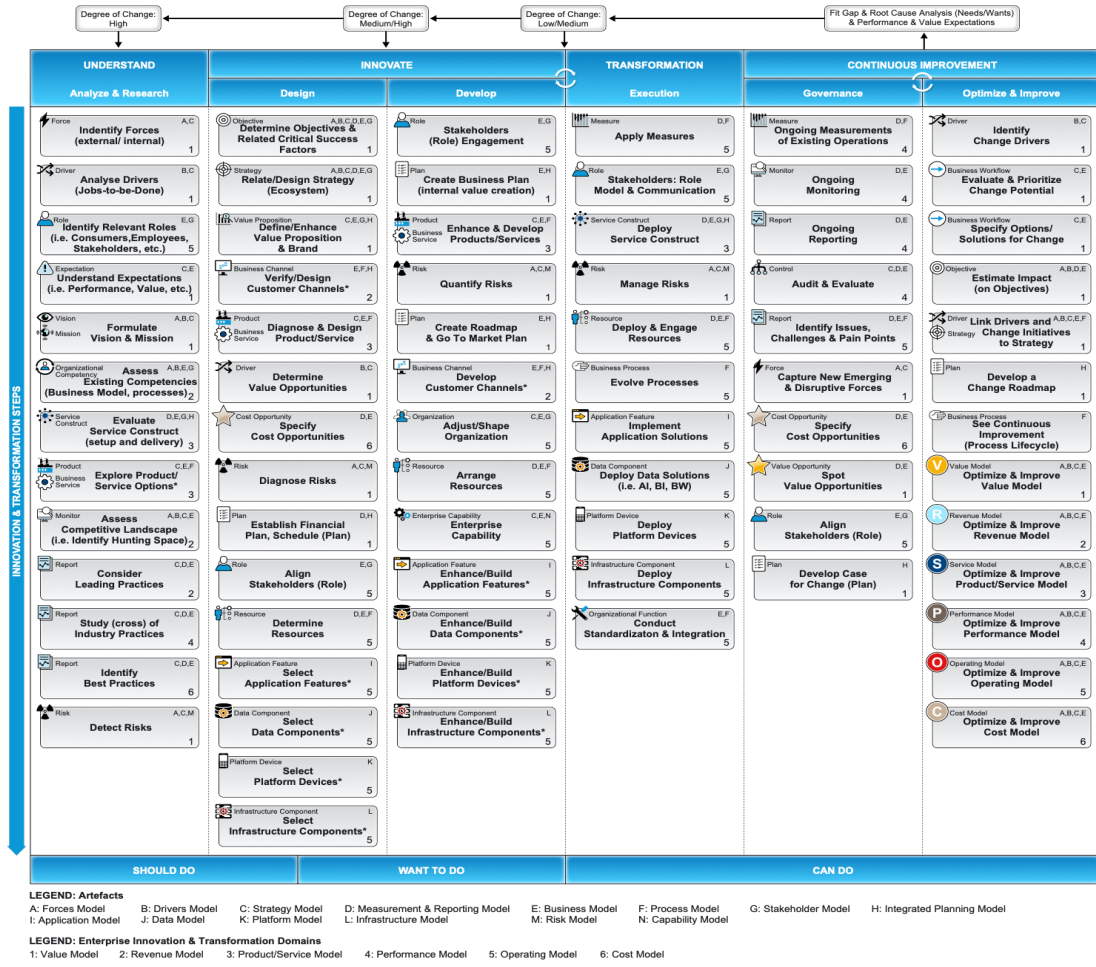 Degree of Change:
High
Degree of Change:
Medium/High
Degree of Change:
Low/Medium
Fit Gap & Root Cause Analysis (Needs/Wants)
& Performance & Value Expectations
UNDERSTAND
INNOVATE
TRANSFORMATION
CONTINUOUS IMPROVEMENT
Analyze & Research
Design
Develop
Execution
Governance
Optimize & Improve
INNOVATION & TRANSFORMATION STEPS
Force A,C
Indentify Forces
(external/ internal)
1
Driver B,C
Analyse Drivers
(Jobs-to-be-Done)
1
Role E,G
Identify Relevant Roles
(i.e. Consumers,Employees,
Stakeholders, etc.)
5
Expectation C,E
Understand Expectations
(i.e. Performance, Value, etc.)
1
Vision A,B,C
Mission
Formulate
Vision & Mission
1
Organizational
Competency A,B,E,G
Assess
Existing Competencies
(Business Model, processes)
2
Service
Construct D,E,G,H
Evaluate
Service Construct
(setup and delivery)
3
Product C,E,F
Business
Service
Explore Product/
Service Options*
3
Monitor A,B,C,E
Assess
Competitive Landscape
(i.e. Identify Hunting Space)
2
Report C,D,E
Consider
Leading Practices
2
Report C,D,E
Study (cross) of
Industry Practices
4
Report C,D,E
Identify
Best Practices
6
Risk A,C,M
Detect Risks
1
Objective A,B,C,D,E,G
Determine Objectives &
Related Critical Success
Factors
1
Strategy A,B,C,D,E,G
Relate/Design Strategy
(Ecosystem)
1
Value Proposition C,E,G,H
Define/Enhance
Value Proposition
& Brand
1
Business Channel E,F,H
Verify/Design
Customer Channels*
2
Product C,E,F
Business
Service
Diagnose & Design
Product/Service
3
Driver B,C
Determine
Value Opportunities
1
Cost Opportunity D,E
Specify
Cost Opportunities
6
Risk A,C,M
Diagnose Risks
1
Plan D,H
Establish Financial
Plan, Schedule (Plan)
1
Role E,G
Align
Stakeholders (Role)
5
Resource D,E,F
Determine
Resources
5
Application Feature I
Select
Application Features*
5
Data Component J
Select
Data Components*
5
Platform Device K
Select
Platform Devices*
5
Infrastructure Component L
Select
Infrastructure Components*
5
Role E,G
Stakeholders
(Role) Engagement
5
Plan E,H
Create Business Plan
(internal value creation)
1
Product C,E,F
Business
Service
Enhance & Develop
Products/Services
3
Risk A,C,M
Quantify Risks
1
Plan E,H
Create Roadmap
& Go To Market Plan
1
Business Channel E,F,H
Develop
Customer Channels*
2
Organization C,E,G
Adjust/Shape
Organization
5
Resource D,E,F
Arrange
Resources
5
Enterprise Capability C,E,N
Enterprise
Capability
5
Application Feature I
Enhance/Build
Application Features*
5
Data Component J
Enhance/Build
Data Components*
5
Platform Device K
Enhance/Build
Platform Devices*
5
Infrastructure Component L
Enhance/Build
Infrastructure Components*
5
Measure D,F
Apply Measures
5
Role E,G
Stakeholders: Role
Model & Communication
5
Service Construct D,E,G,H
Deploy
Service Construct
3
Risk A,C,M
Manage Risks
1
Resource D,E,F
Deploy & Engage
Resources
5
Business Process F
Evolve Processes
5
Application Feature I
Implement
Application Solutions
5
Data Component J
Deploy Data Solutions
(i.e. AI, BI, BW)
5
Platform Device K
Deploy
Platform Devices
5
Infrastructure Component L
Deploy
Infrastructure Components
5
Organizational Function E,F
Conduct
Standardizaton & Integration
5
Measure D,F
Ongoing Measurements
of Existing Operations
4
Monitor D,E
Ongoing
Monitoring
4
Report D,E
Ongoing
Reporting
4
Control C,D,E
Audit & Evaluate
4
Report D,E,F
Identify Issues,
Challenges & Pain Points
5
Force A,C
Capture New Emerging
& Disruptive Forces
1
Cost Opportunity D,E
Specify
Cost Opportunities
6
Value Opportunity D,E
Spot
Value Opportunities
1
Role E,G
Align
Stakeholders (Role)
5
Plan H
Develop Case
for Change (Plan)
1
Driver B,C
Identify
Change Drivers
1
Business Workflow C,E
Evaluate & Prioritize
Change Potential
1
Business Workflow C,E
Specify Options/
Solutions for Change
1
Objective A,B,D,E
Estimate Impact
(on Objectives)
1
Driver A,B,C,E,F
Strategy
Link Drivers and
Change Initiatives
to Strategy
1
Plan H
Develop a
Change Roadmap
1
Business Process F
See Continuous
Improvement
(Process Lifecycle)
5
V Value Model A,B,C,E
Optimize & Improve
Value Model
1
R Revenue Model A,B,C,E
Optimize & Improve
Revenue Model
2
S Service Model A,B,C,E
Optimize & Improve
Product/Service Model
3
P Performance Model A,B,C,E
Optimize & Improve
Performance Model
4
O Operating Model A,B,C,E
Optimize & Improve
Operating Model
5
C Cost Model A,B,C,E
Optimize & Improve
Cost Model
6
SHOULD DO
WANT TO DO
CAN DO
LEGEND: Artefacts
A: Forces Model B: Drivers Model C: Strategy Model D: Measurement & Reporting Model E: Business Model F: Process Model G: Stakeholder Model H: Integrated Planning Model
I: Application Model J: Data Model K: Platform Model L: Infrastructure Model M: Risk Model N: Capability Model
LEGEND: Enterprise Innovation & Transformation Domains
1: Value Model 2: Revenue Model 3: Product/Service Model 4: Performance Model 5: Operating Model 6: Cost Model